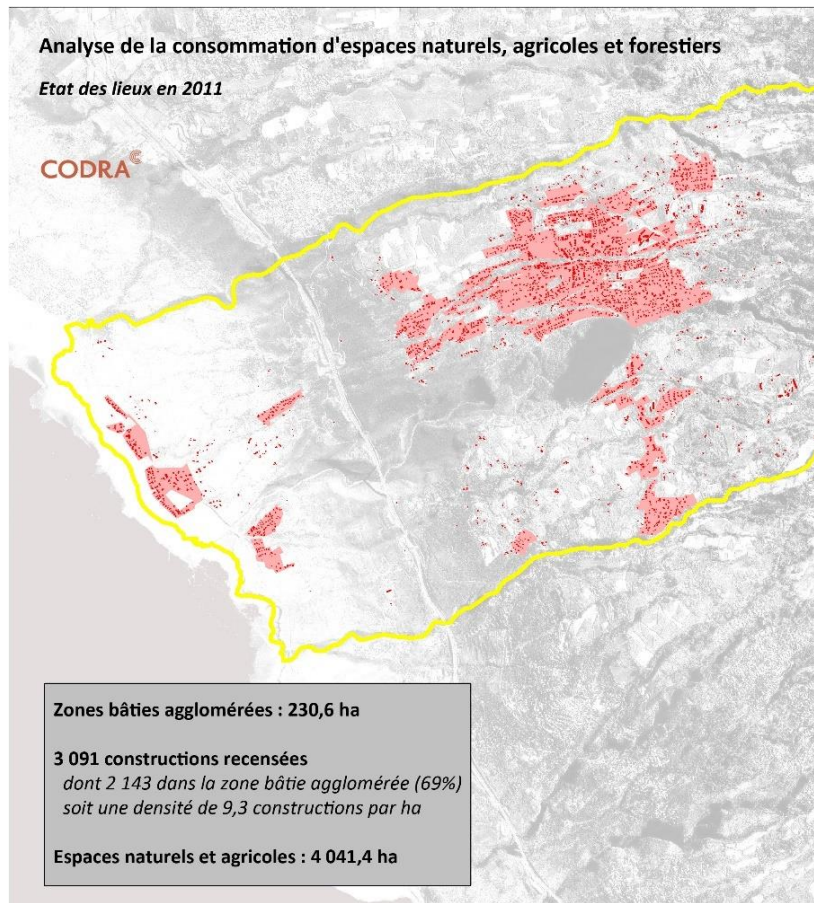 Analyse de la consommation d'espaces naturels, agricoles et forestiers
Etat des lieux en 2011
CODRA
Zones bâties agglomérées : 230,6 ha
3 091 constructions recensées
dont 2 143 dans la zone bâtie agglomérée (69%)
soit une densité de 9,3 constructions par ha
Espaces naturels et agricoles : 4 041,4 ha